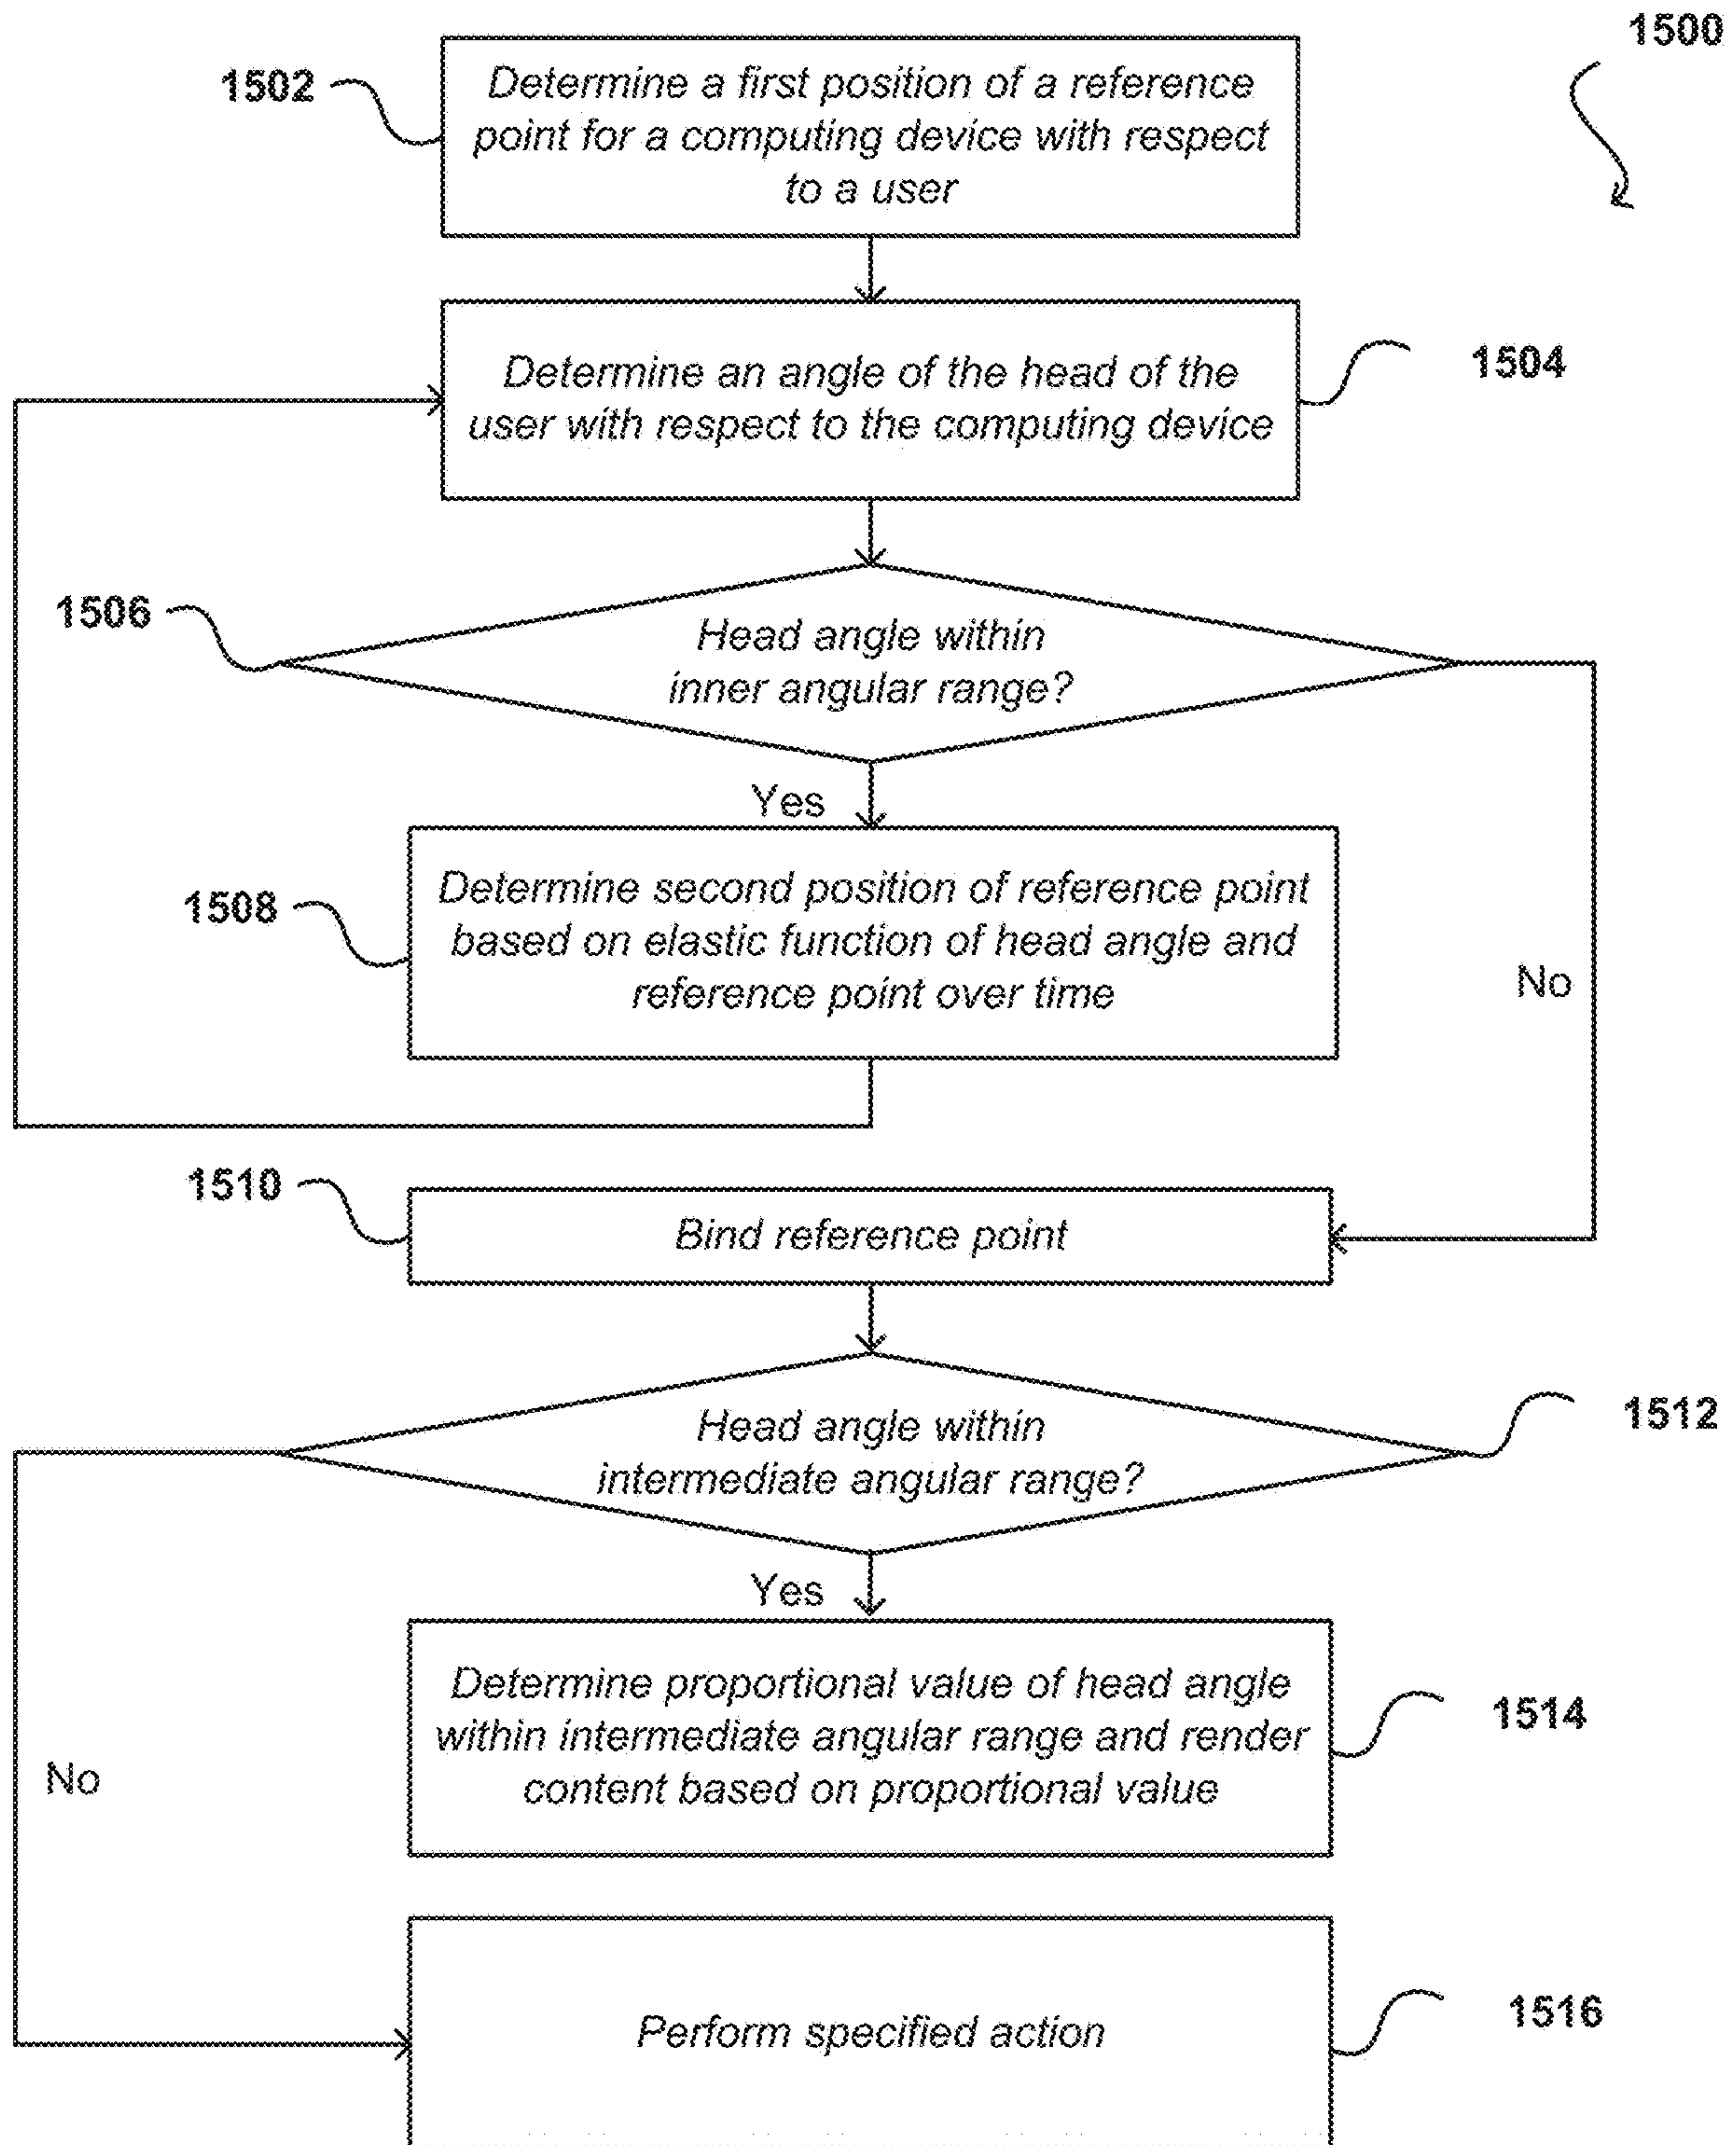 1500
1502
Determine a first position of a reference
point for a computing device with respect
to a user
Determine an angle of the head of the
user with respect to the computing device
1504
1506
Head angle within
inner angular range?
Yes
1508
Determine second position of reference point
based on elastic function of head angle and
reference point over time
No
1510
Bind reference point
Head angle within
intermediate angular range?
1512
Yes
Determine proportional value of head angle
within intermediate angular range and render
content based on proportional value
1514
No
Perform specified action
1516